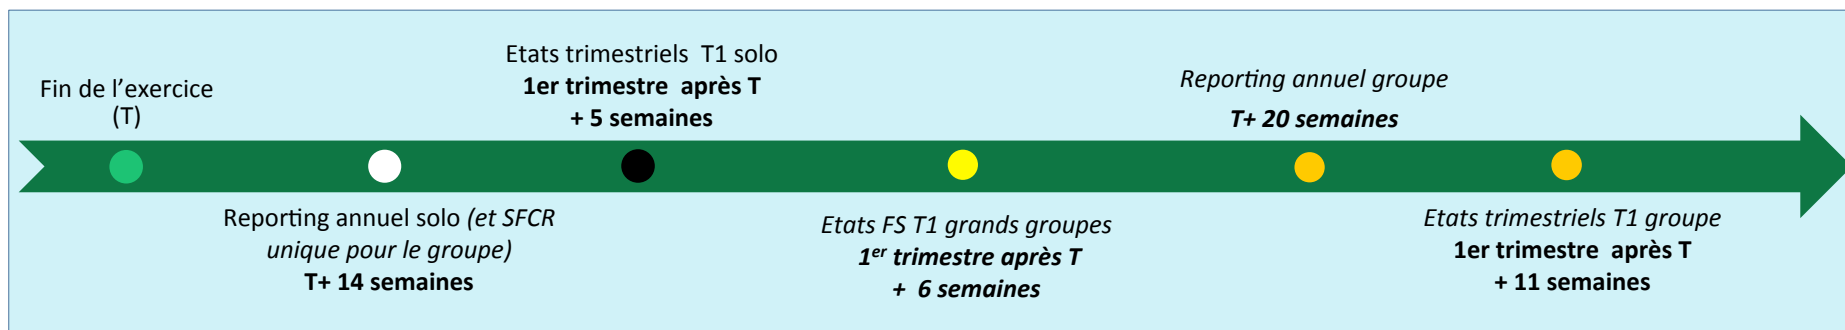 Fin de l’exercice
(T)
Reporting annuel solo (et SFCR
unique pour le groupe)
T+ 14 semaines
Etats trimestriels T1 solo
1er trimestre après T
+ 5 semaines
Etats FS T1 grands groupes
1er trimestre après T
+ 6 semaines
Reporting annuel groupe
T+ 20 semaines
Etats trimestriels T1 groupe
1er trimestre après T
+ 11 semaines